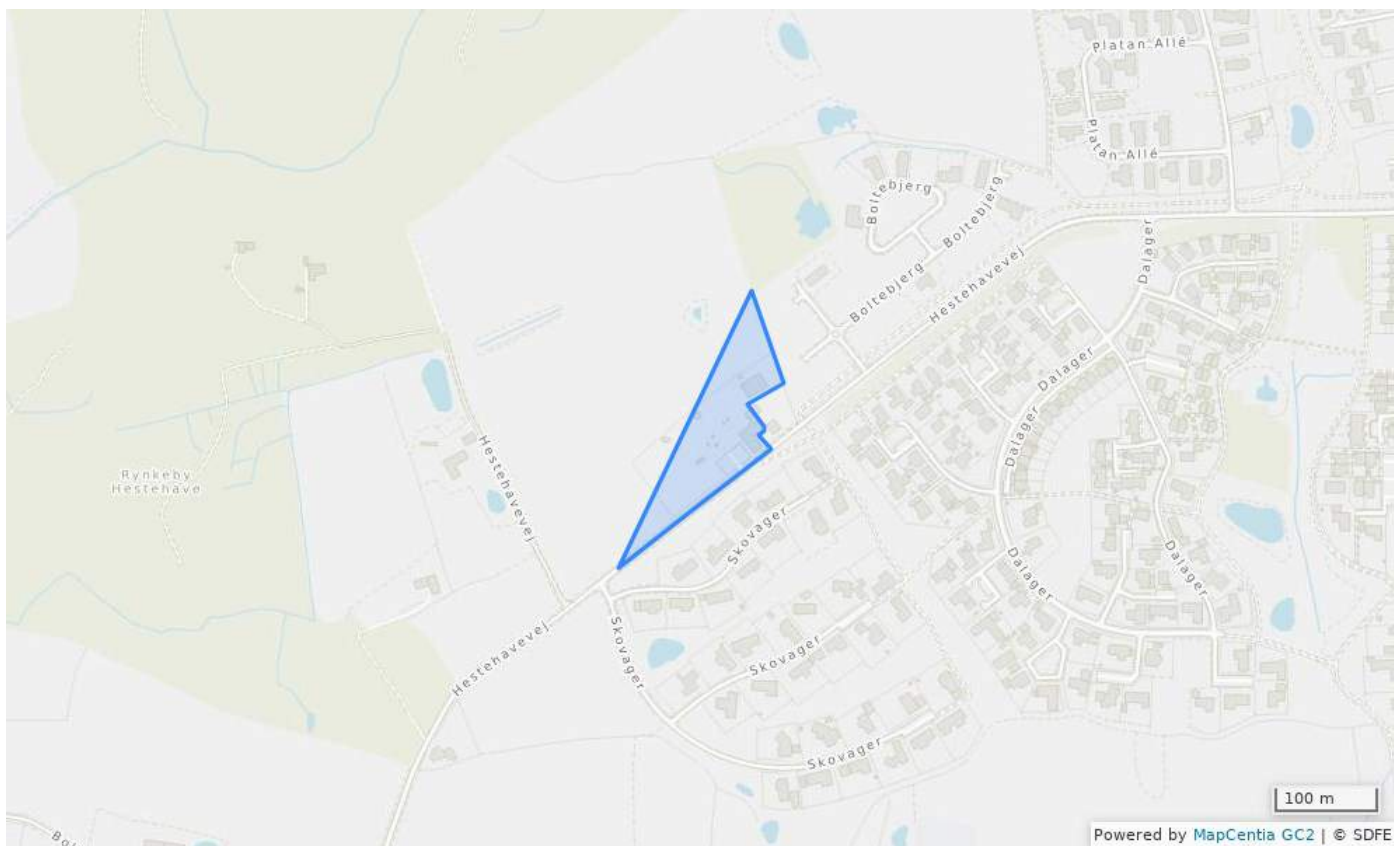 Platan Allé
Platan Allé
Boltebjerg
Boltebjerg
Dalager
Boltebjerg
Hestehavevej
Dalager
Dalager
Rynkeby
Hestehave
Hestehavevej
Skovager
Dalager
Dalager
Skovager
Hestehavevej
Skovager
Skovager
100 m
Powered by MapCentia GC2 | © SDFE